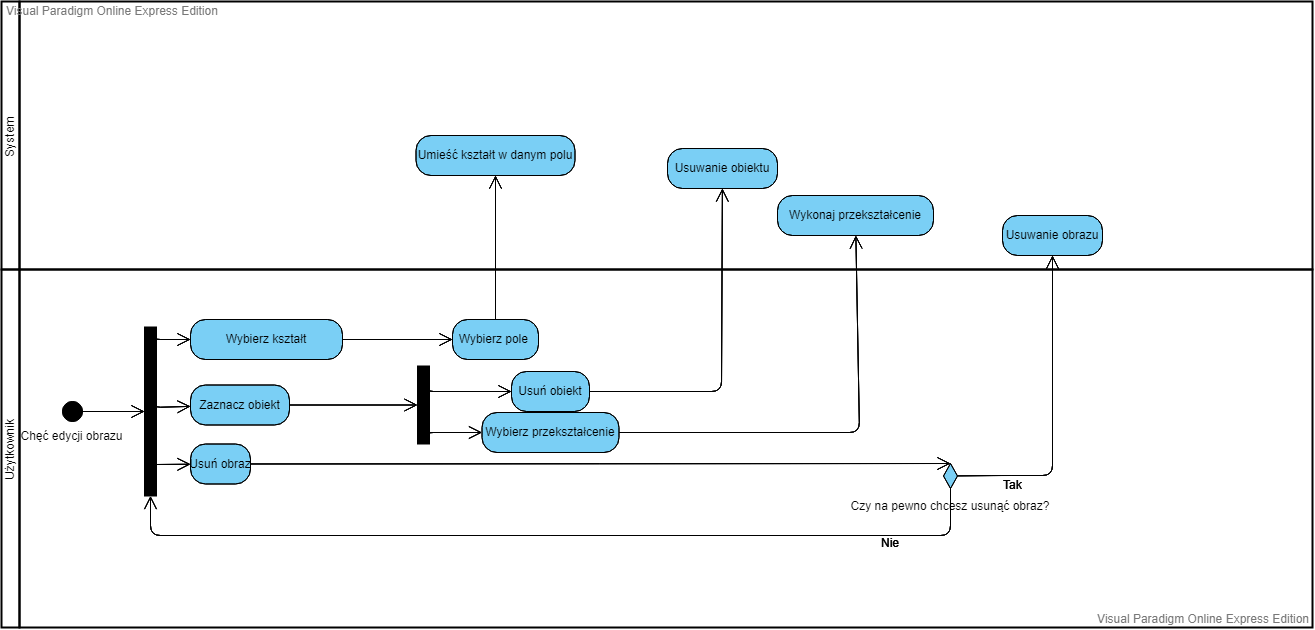 Visual Paradigm Online Express Edition
System
Umieść kształt w danym polu
Usuwanie obiektu
Wykonaj przekształcenie
Usuwanie obrazu
Użytkownik
Wybierz kształt
Wybierz pole
Usuń obiekt
Zaznacz obiekt
Chęć edycji obrazu
Wybierz przekształcenie
Usuń obraz
Tak
Czy na pewno chcesz usunąć obraz?
Nie
Visual Paradigm Online Express Edition